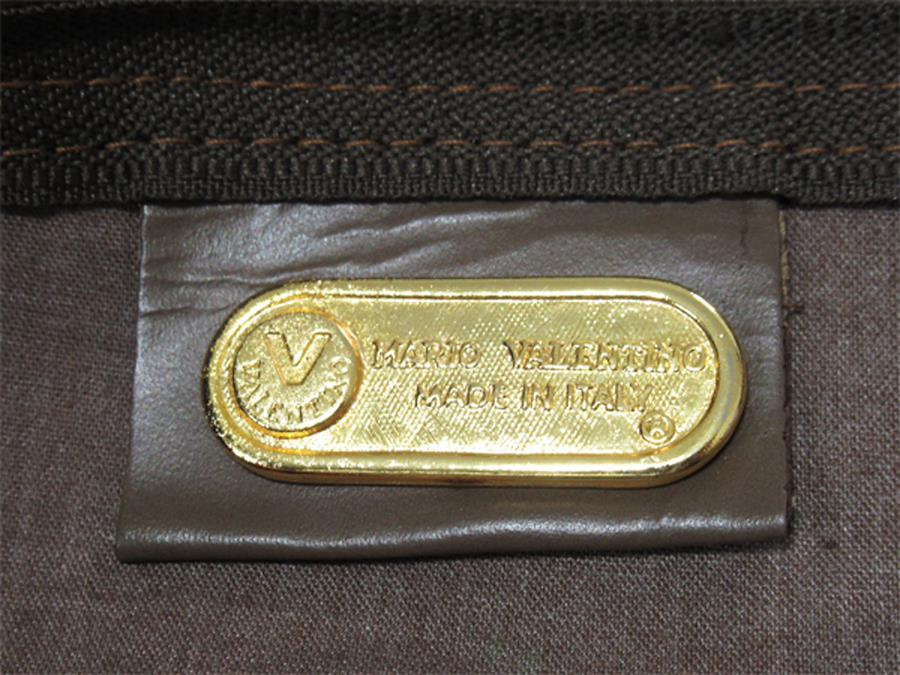 V
VALENTINO
MARIO VALENTINO
MADE IN ITALY
®